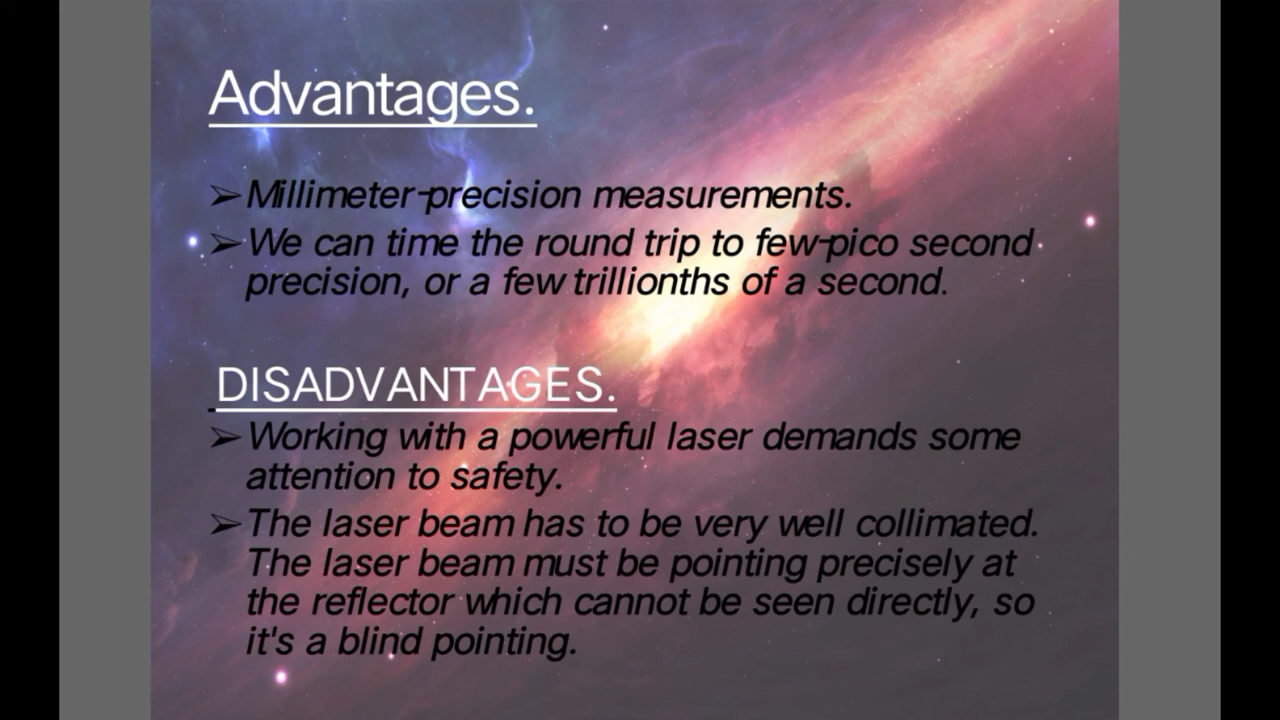 Advantages.
➢Millimeter-precision measurements.
➢We can time the round trip to few-pico second
precision, or a few trillionths of a second.
DISADVANTAGES.
➢Working with a powerful laser demands some
attention to safety.
➢The laser beam has to be very well collimated.
The laser beam must be pointing precisely at
the reflector which cannot be seen directly, so
it's a blind pointing.